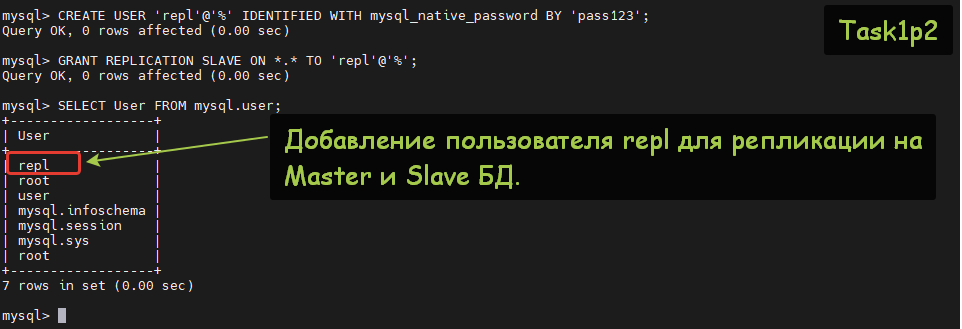 mysql> CREATE USER 'repl'@'%' IDENTIFIED WITH mysql_native_password BY 'pass123';
Query OK, 0 rows affected (0.00 sec)
Task1p2
mysql> GRANT REPLICATION SLAVE ON *.* TO 'repl'@'%';
Query OK, 0 rows affected (0.00 sec)
mysql> SELECT User FROM mysql.user;
+------------------+
| User             |
+------------------+
| repl             |
| root             |
| user             |
| mysql.infoschema |
| mysql.session    |
| mysql.sys        |
| root             |
+------------------+
7 rows in set (0.00 sec)
mysql>
Добавление пользователя repl для репликации на
Master и Slave БД.